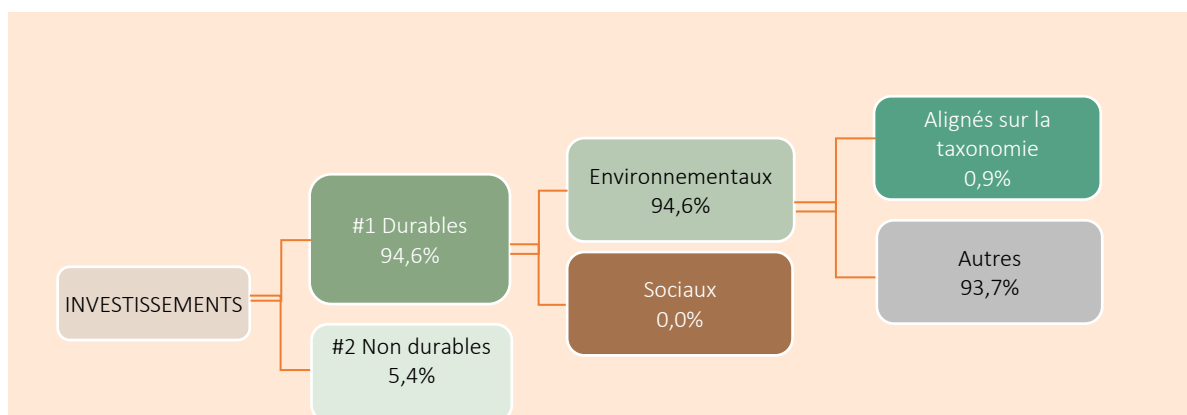 INVESTISSEMENTS
#1 Durables
94,6%
#2 Non durables
5,4%
Environnementaux
94,6%
Sociaux
0,0%
Alignés sur la
taxonomie
0,9%
Autres
93,7%